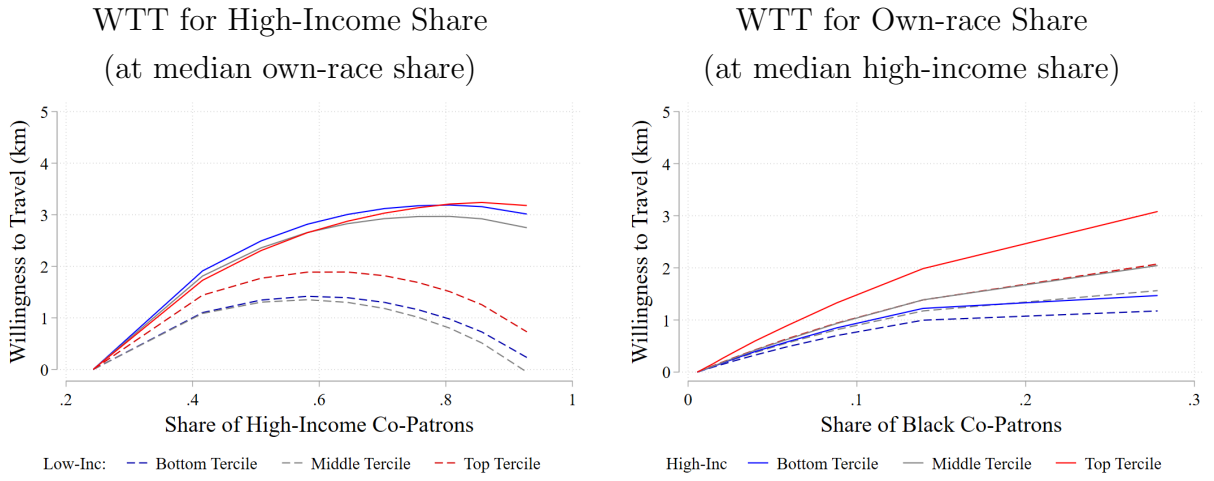 WTT for High-Income Share
(at median own-race share)
Willingness to Travel (km)
5
4
3
2
1
0
.2
.4
.6
.8
1
Share of High-Income Co-Patrons
Low-Inc: Bottom Tercile Middle Tercile Top Tercile
WTT for Own-race Share
(at median high-income share)
Willingness to Travel (km)
5
4
3
2
1
0
0
.1
.2
.3
Share of Black Co-Patrons
High-Inc Bottom Tercile Middle Tercile Top Tercile